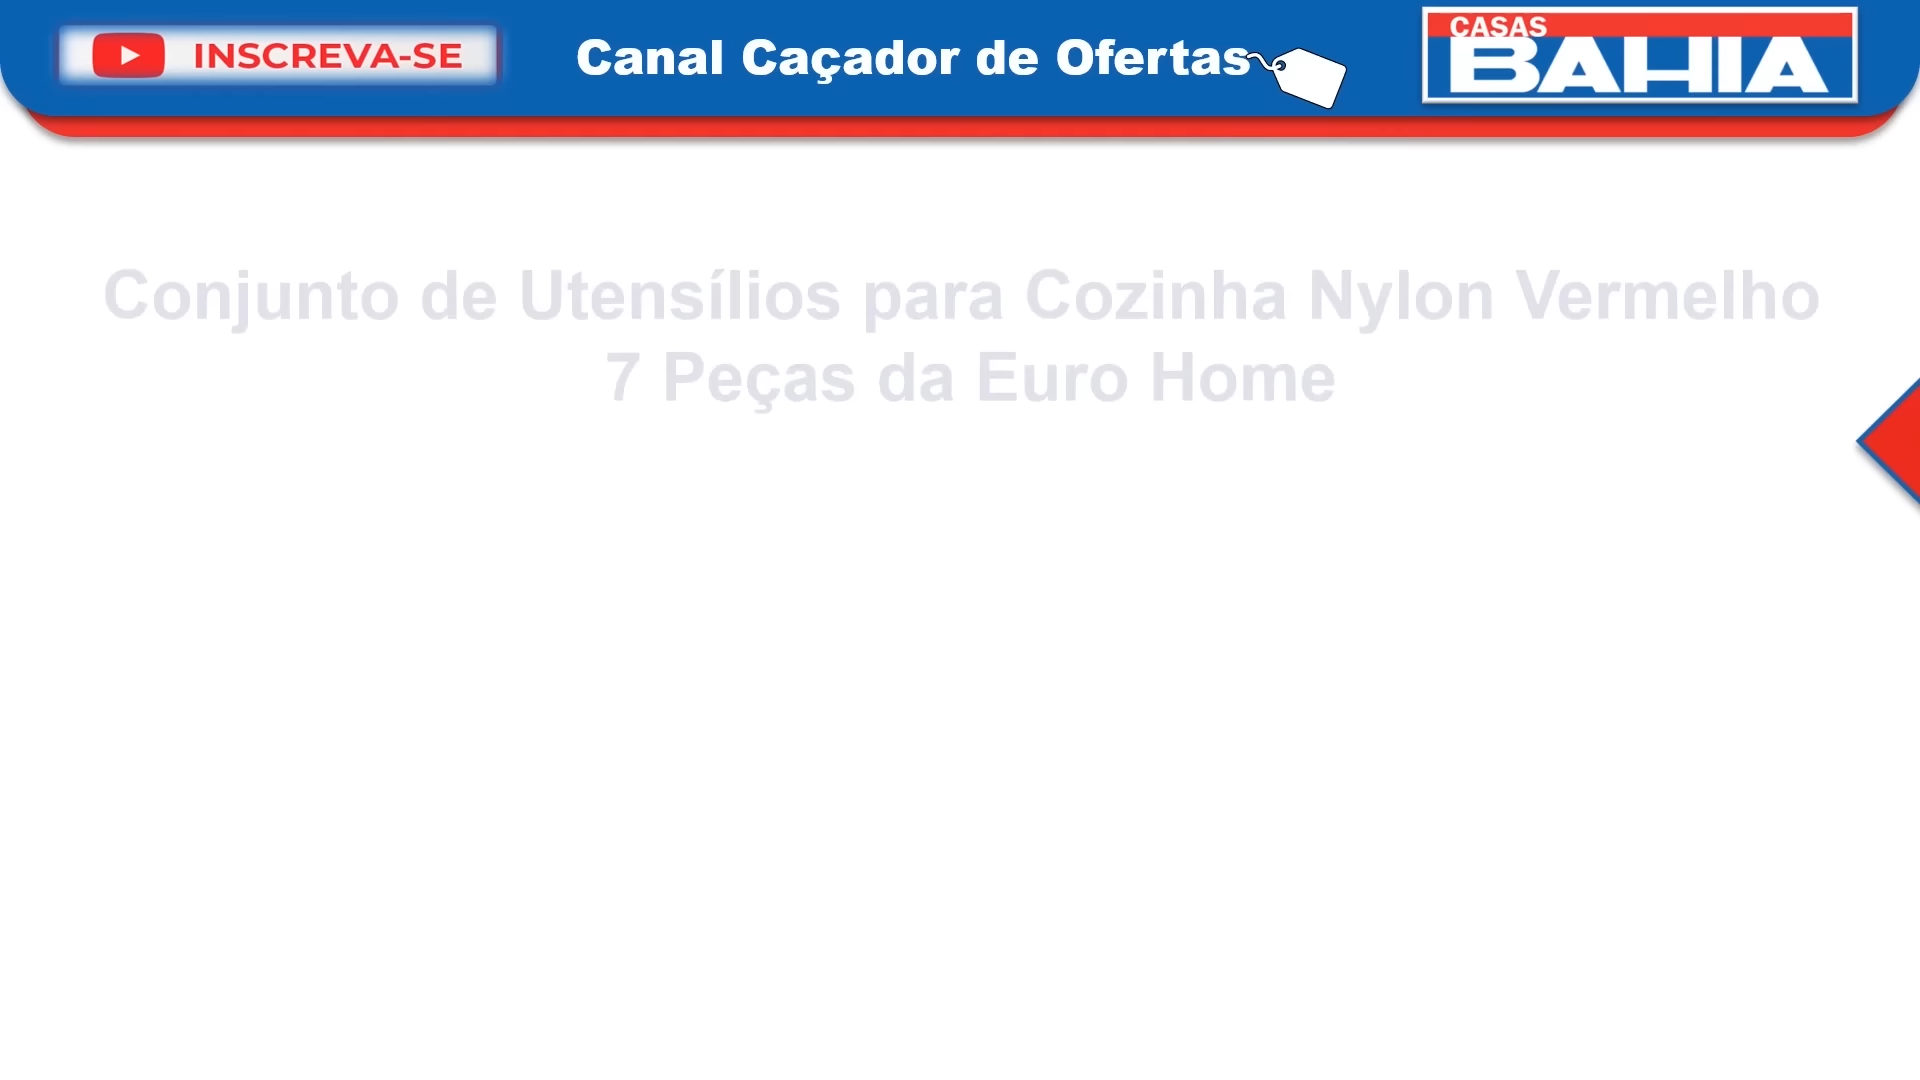 INSCREVA-SE
Canal Caçador de Ofertas
CASAS
BAHIA
Conjunto de Utensílios para Cozinha Nylon Vermelho
7 Peças da Euro Home